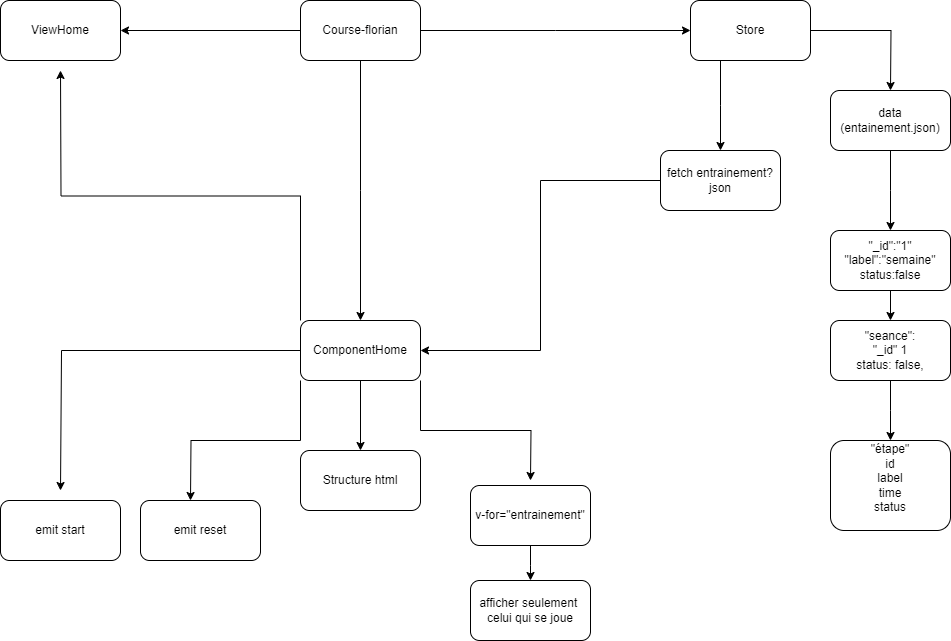 ViewHome
Course-florian
Store
data
(entainement.json)
fetch entrainement?
json
"_id":"1"
"label":"semaine"
status:false
ComponentHome
"seance":
"_id" 1
status: false,
Structure html
"étape"
id
label
time
status
emit start
emit reset
v-for="entrainement"
afficher seulement
celui qui se joue